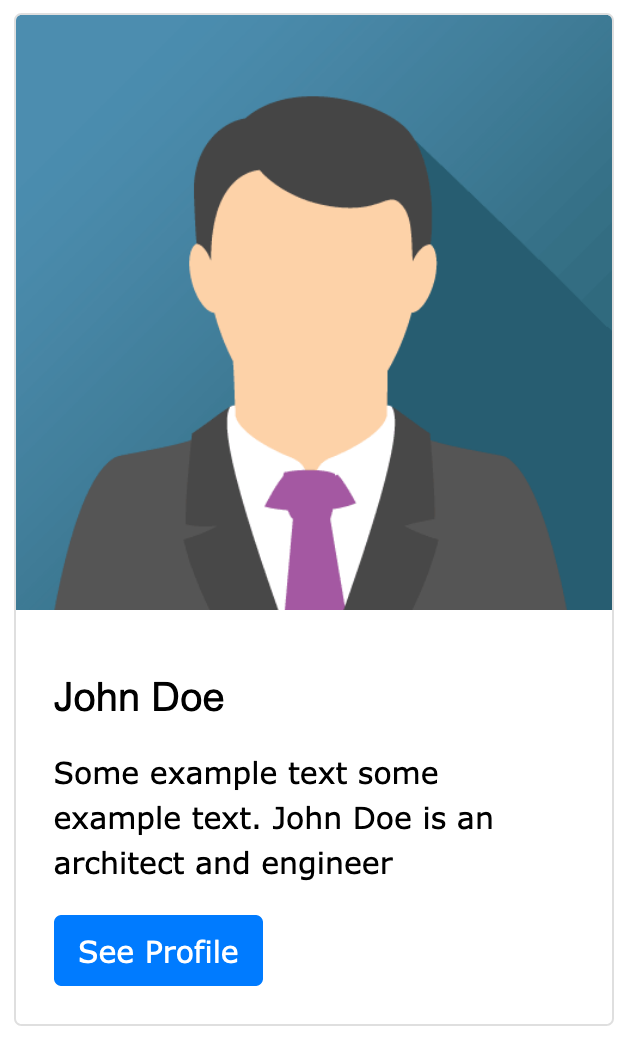 John Doe
Some example text some
example text. John Doe is an
architect and engineer
See Profile